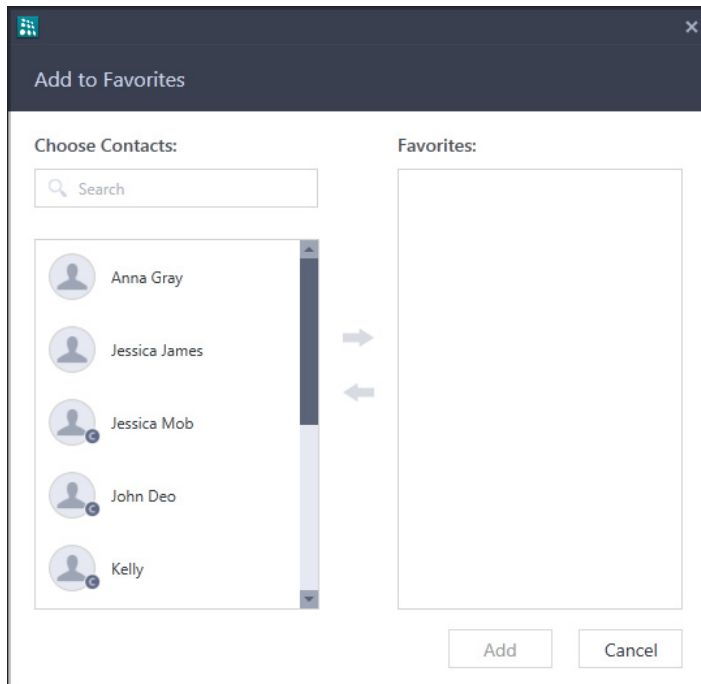 Add to Favorites
Choose Contacts:
Favorites:
Search
Anna Gray
Jessica James
Jessica Mob
C
John Deo
C
Kelly
C
Add
Cancel